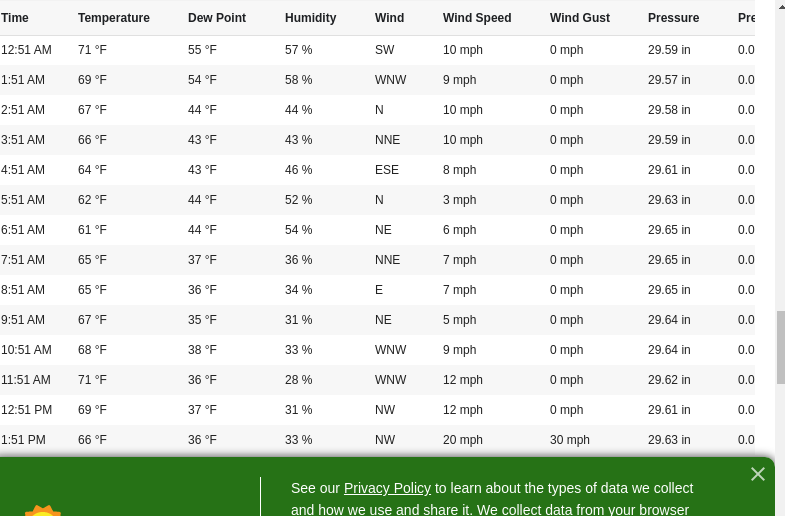 Time Temperature Dew Point Humidity Wind Wind Speed Wind Gust Pressure Pre
12:51 AM 71 °F 55 °F 57 % SW 10 mph 0 mph 29.59 in 0.0
1:51 AM 69 °F 54 °F 58 % WNW 9 mph 0 mph 29.57 in 0.0
2:51 AM 67 °F 44 °F 44 % N 10 mph 0 mph 29.58 in 0.0
3:51 AM 66 °F 43 °F 43 % NNE 10 mph 0 mph 29.59 in 0.0
4:51 AM 64 °F 43 °F 46 % ESE 8 mph 0 mph 29.61 in 0.0
5:51 AM 62 °F 44 °F 52 % N 3 mph 0 mph 29.63 in 0.0
6:51 AM 61 °F 44 °F 54 % NE 6 mph 0 mph 29.65 in 0.0
7:51 AM 65 °F 37 °F 36 % NNE 7 mph 0 mph 29.65 in 0.0
8:51 AM 65 °F 36 °F 34 % E 7 mph 0 mph 29.65 in 0.0
9:51 AM 67 °F 35 °F 31 % NE 5 mph 0 mph 29.64 in 0.0
10:51 AM 68 °F 38 °F 33 % WNW 9 mph 0 mph 29.64 in 0.0
11:51 AM 71 °F 36 °F 28 % WNW 12 mph 0 mph 29.62 in 0.0
12:51 PM 69 °F 37 °F 31 % NW 12 mph 0 mph 29.61 in 0.0
1:51 PM 66 °F 36 °F 33 % NW 20 mph 30 mph 29.63 in 0.0
See our Privacy Policy to learn about the types of data we collect
and how we use and share it. We collect data from your browser